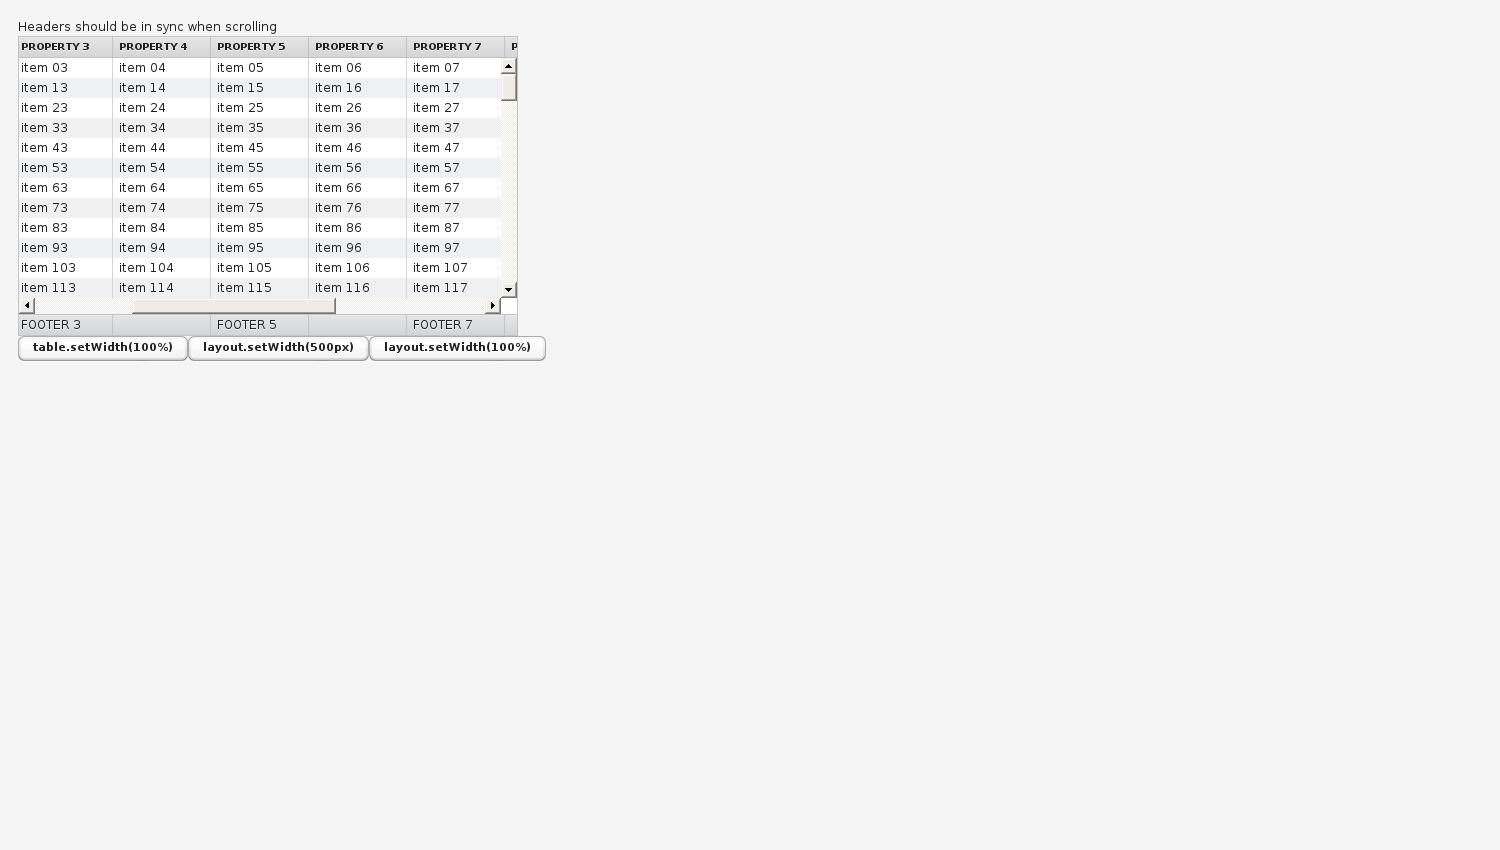 Headers should be in sync when scrolling
PROPERTY 3 PROPERTY 4 PROPERTY 5 PROPERTY 6 PROPERTY 7 P
item 03 item 04 item 05 item 06 item 07
item 13 item 14 item 15 item 16 item 17
item 23 item 24 item 25 item 26 item 27
item 33 item 34 item 35 item 36 item 37
item 43 item 44 item 45 item 46 item 47
item 53 item 54 item 55 item 56 item 57
item 63 item 64 item 65 item 66 item 67
item 73 item 74 item 75 item 76 item 77
item 83 item 84 item 85 item 86 item 87
item 93 item 94 item 95 item 96 item 97
item 103 item 104 item 105 item 106 item 107
item 113 item 114 item 115 item 116 item 117
FOOTER 3 FOOTER 5 FOOTER 7
table.setWidth(100%) layout.setWidth(500px) layout.setWidth(100%)